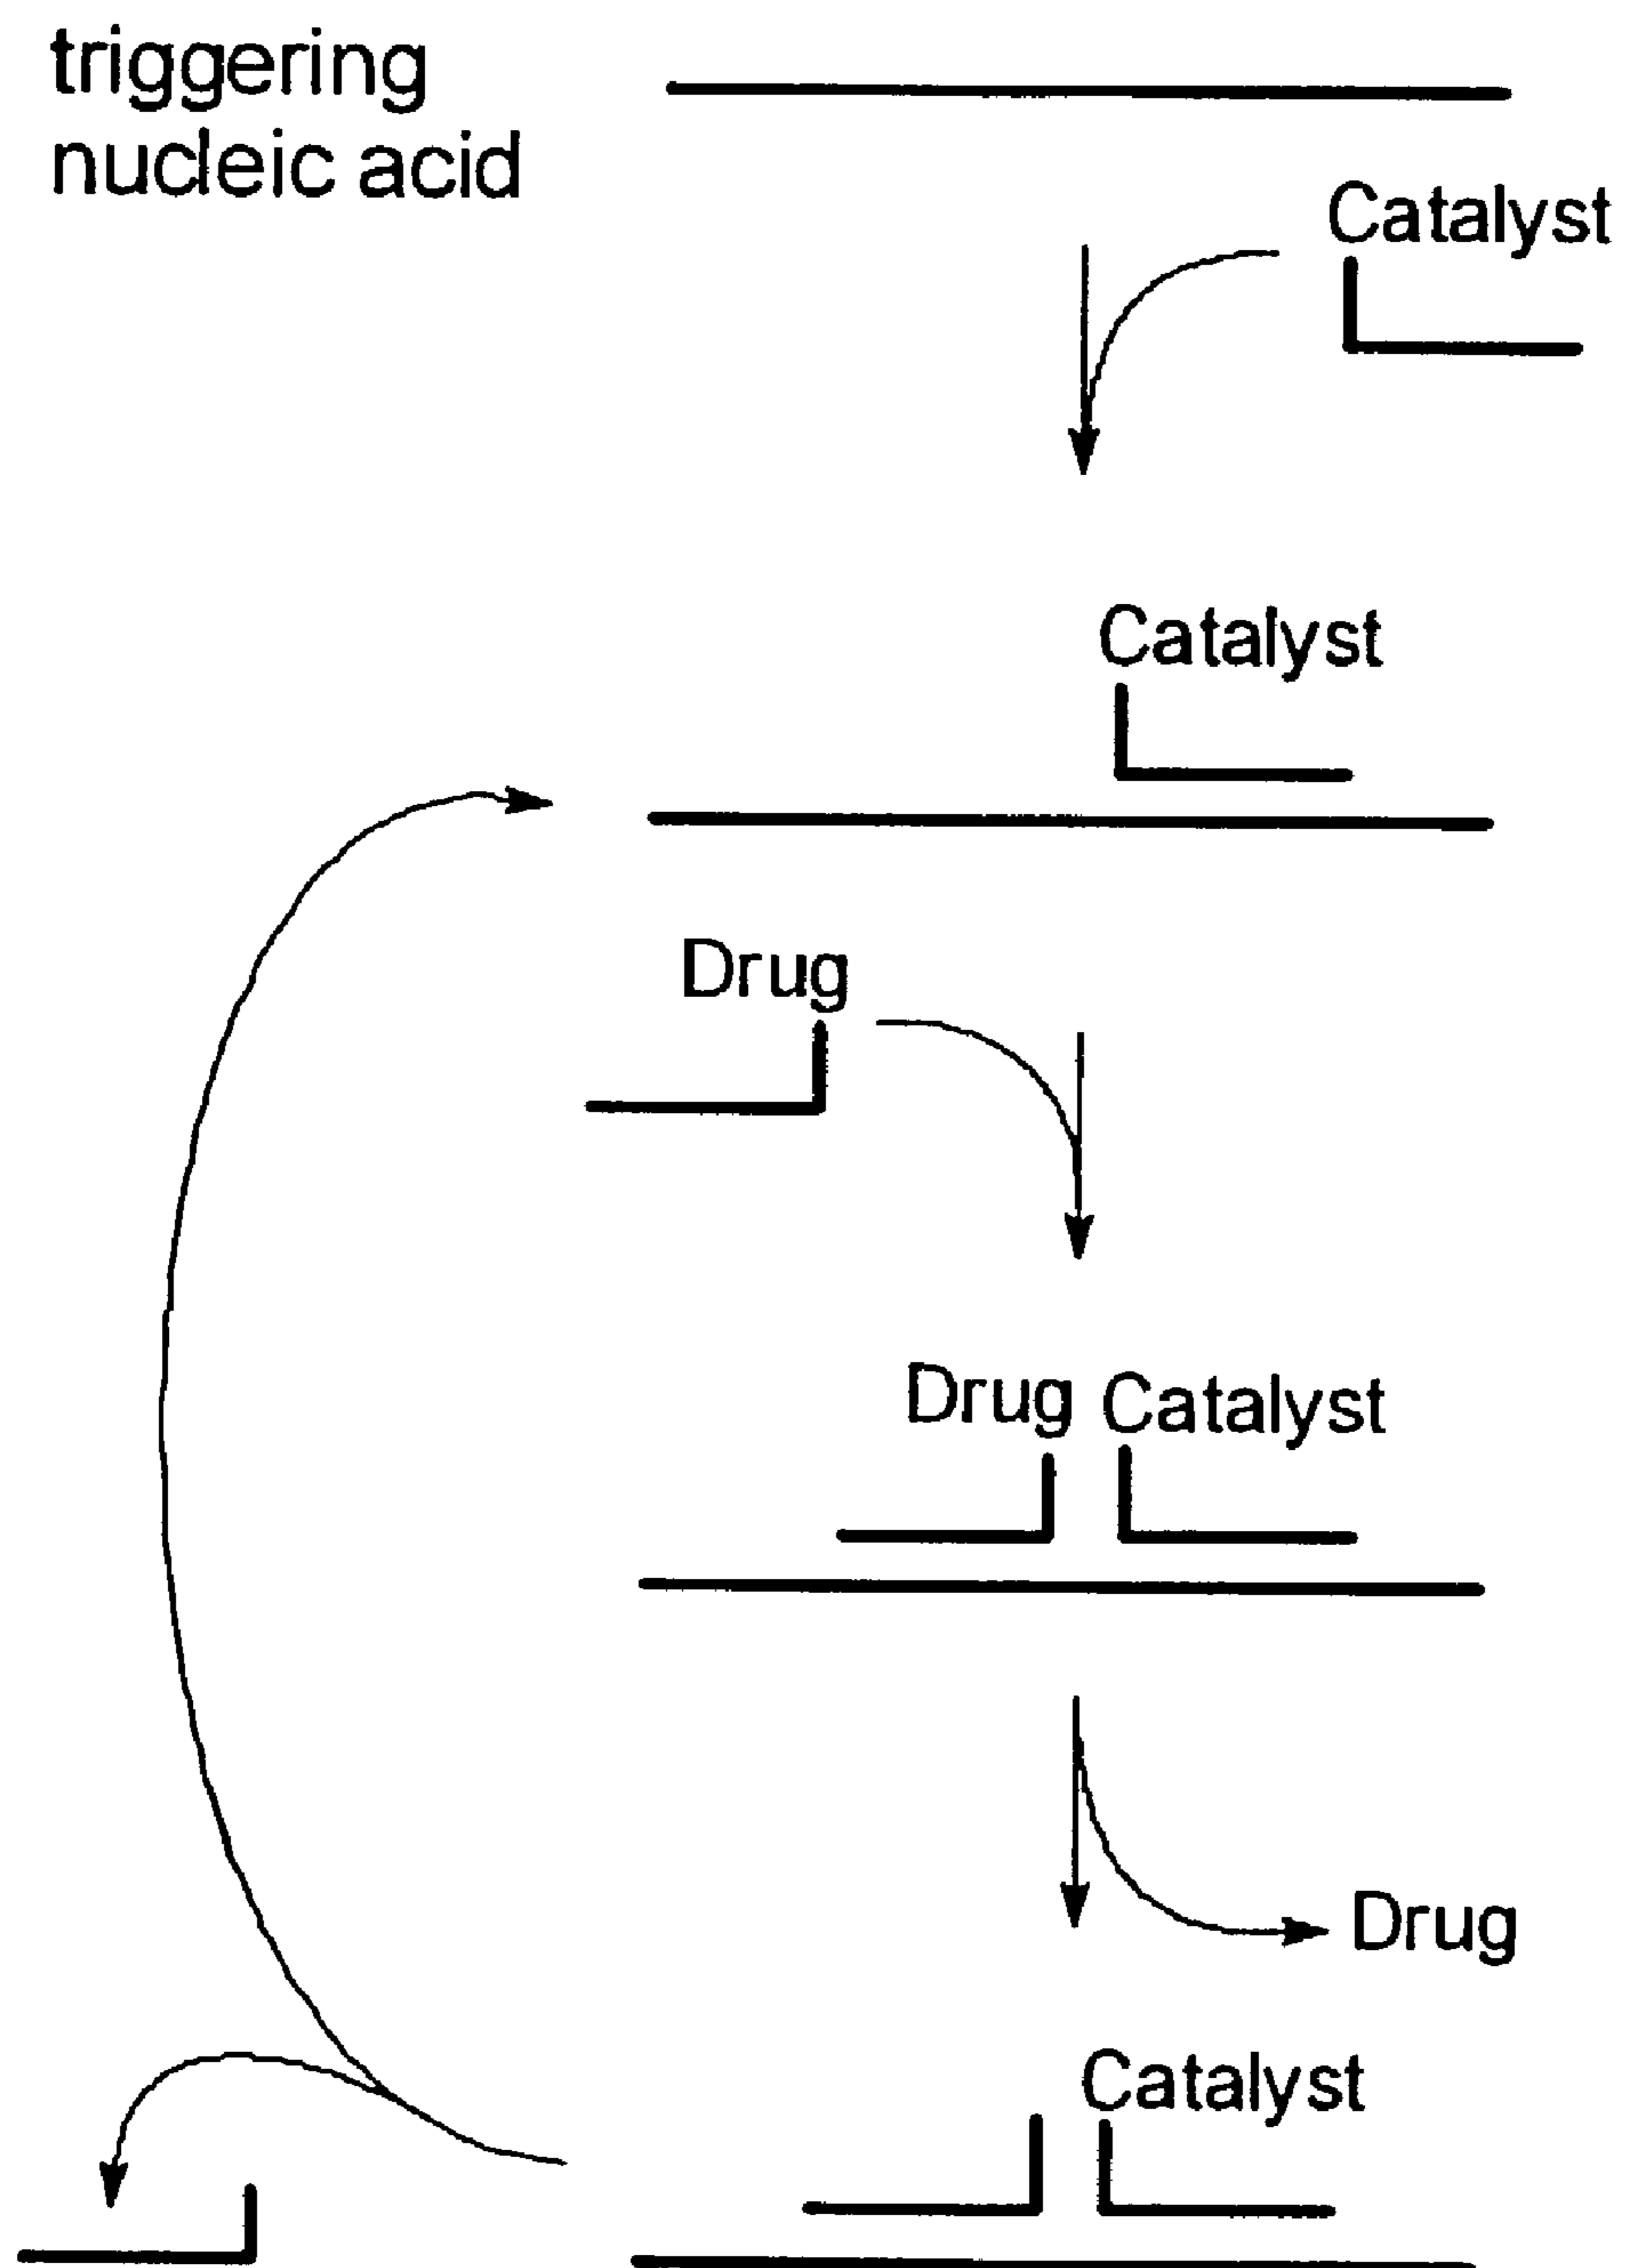 triggering
nucleic acid
Catalyst
Catalyst
Drug
Drug Catalyst
Drug
Catalyst